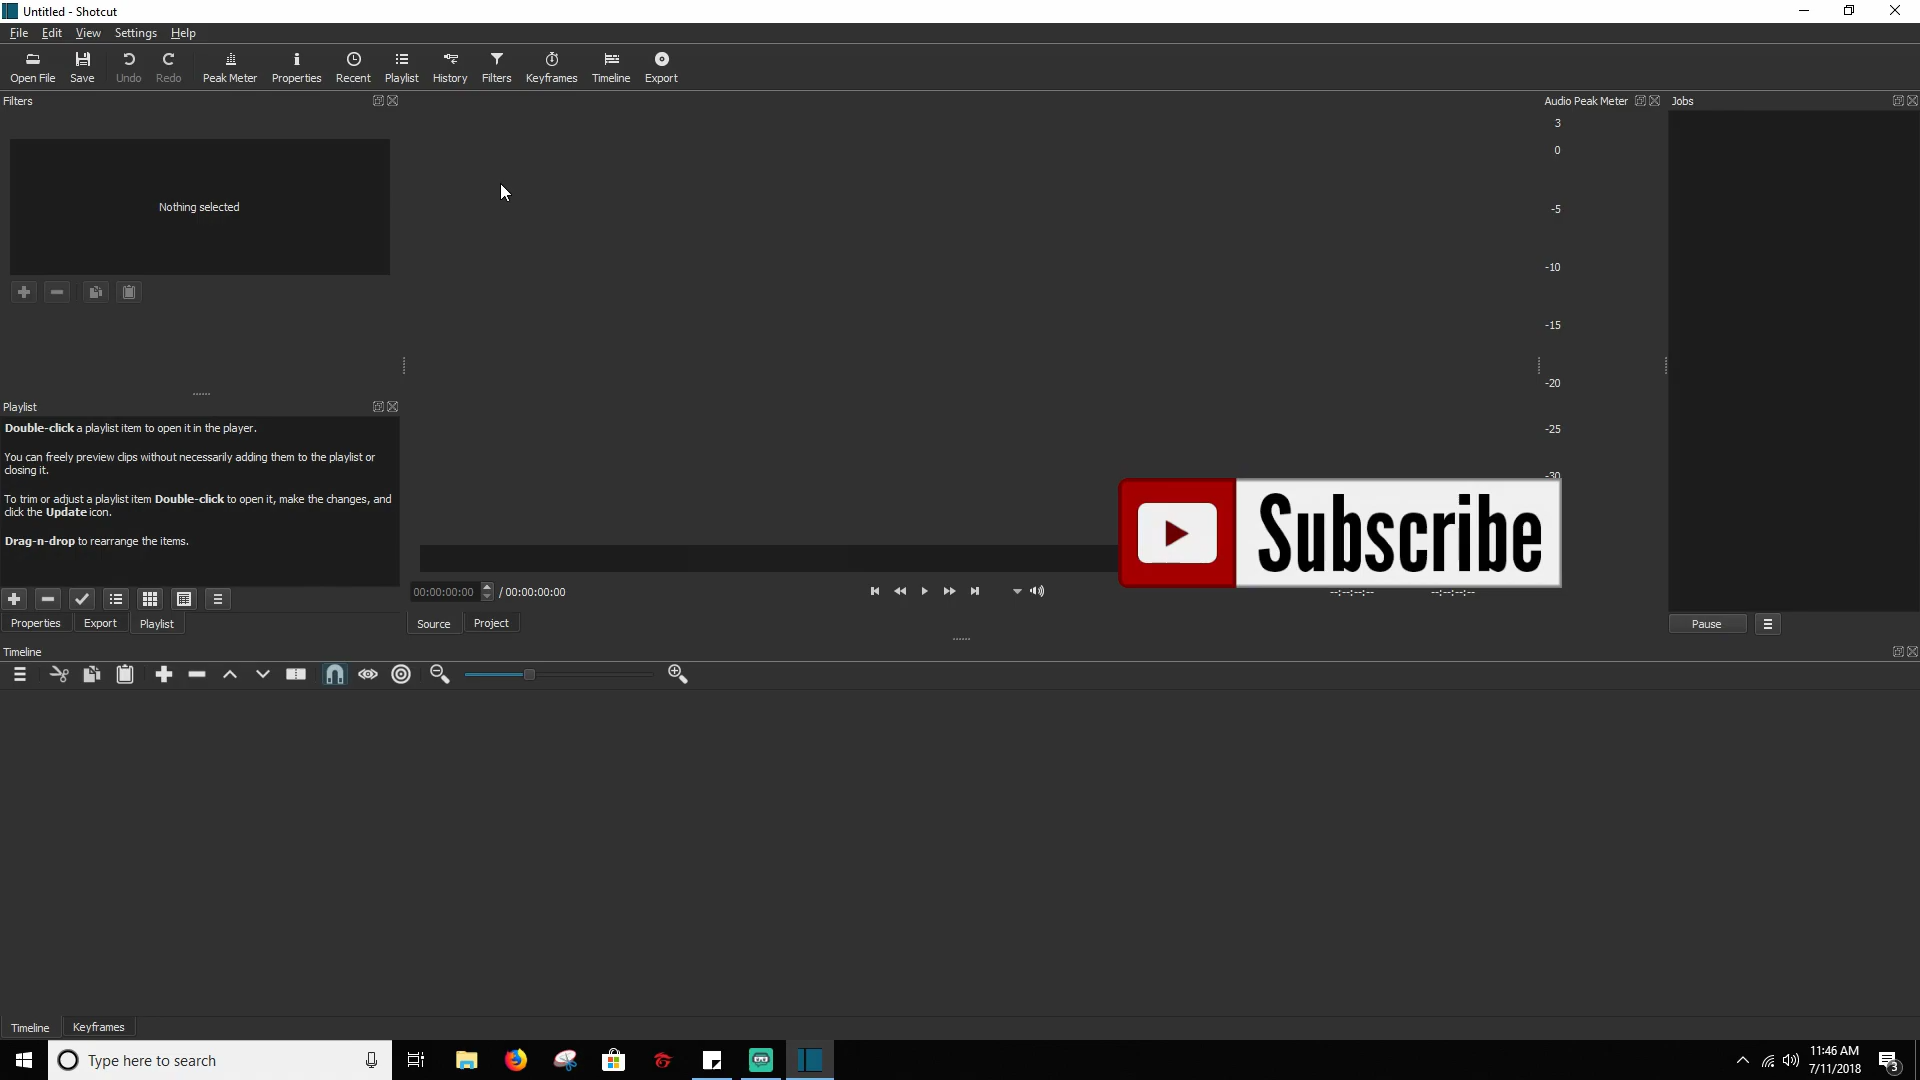 Untitled - Shotcut
File Edit View Settings Help
Open File Save Undo Redo Peak Meter Properties Recent Playlist History Filters Keyframes Timeline Export
Filters
Nothing selected
Playlist
Double-click a playlist item to open it in the player.
You can freely preview clips without necessarily adding them to the playlist or
closing it.
To trim or adjust a playlist item Double-click to open it, make the changes, and
click the Update icon.
Drag-n-drop to rearrange the items.
Properties Export Playlist
00:00:00:00 / 00:00:00:00
--:--:--:-- --:--:--:--
Source Project
Subscribe
Audio Peak Meter
3
0
-5
-10
-15
-20
-25
-30
Jobs
Pause
Timeline
Timeline Keyframes
Type here to search
11:46 AM
7/11/2018
3